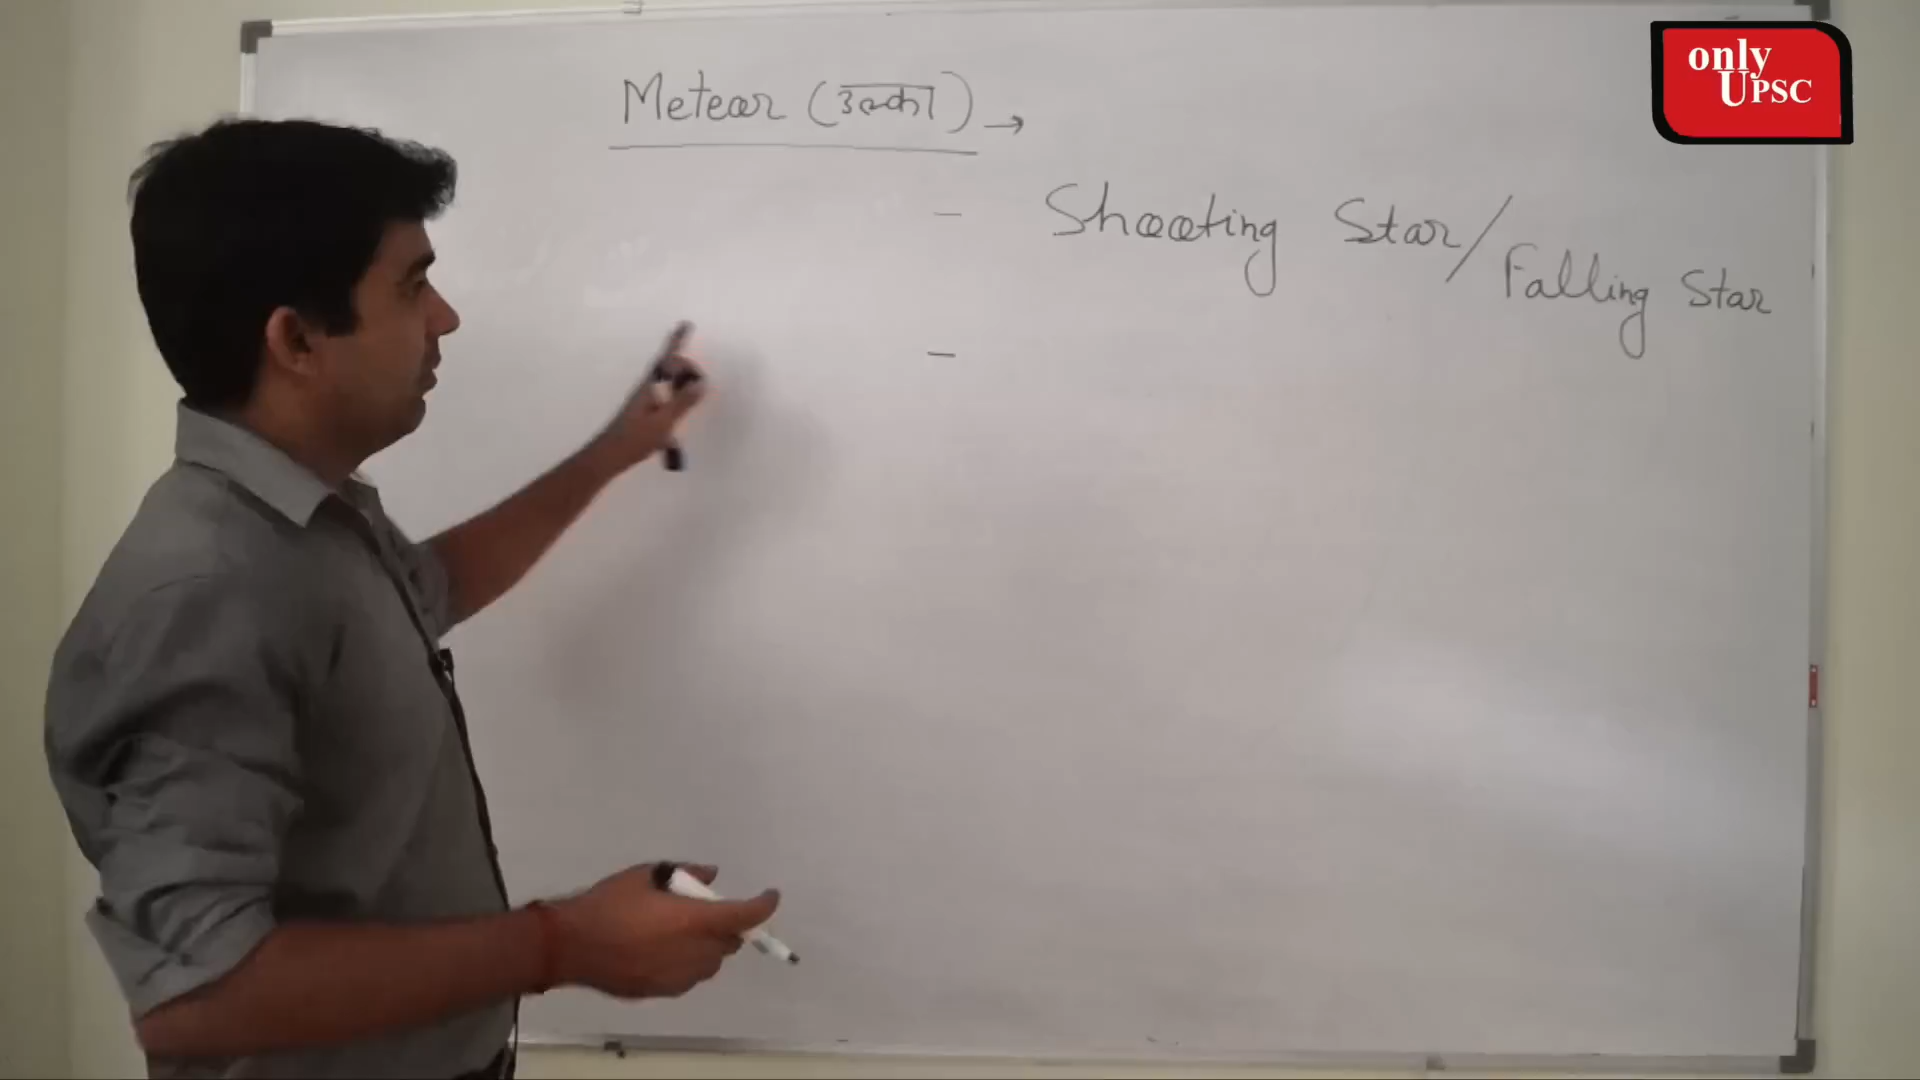 only
UPSC
Meteor (उल्का) →
- Shooting Star/
Falling Star
-